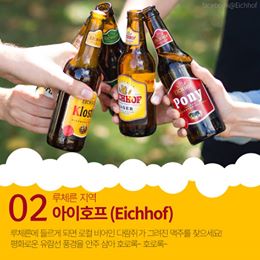 facebook@Eichhof
Klost
EICHHOF
LAGER
Pony
02
루체른 지역
아이호프 (Eichhof)
루체른에 들르게 되면 로컬 비어인 다람쥐가 그려진 맥주를 찾으세요!
평화로운 유람선 풍경을 안주 삼아 호로록~ 호로록~